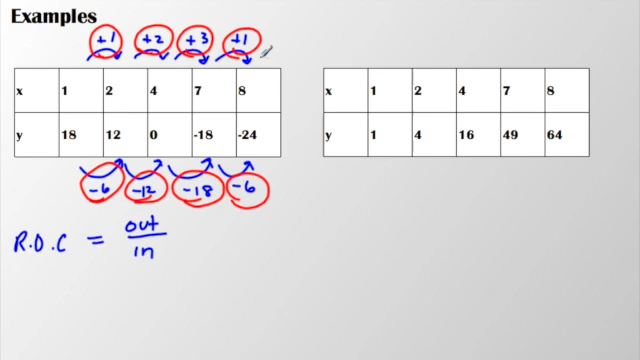 Examples
+1 +2 +3 +1
x 1 2 4 7 8
y 18 12 0 -18 -24
-6 -12 -18 -6
x 1 2 4 7 8
y 1 4 16 49 64
R.O.C = out
in